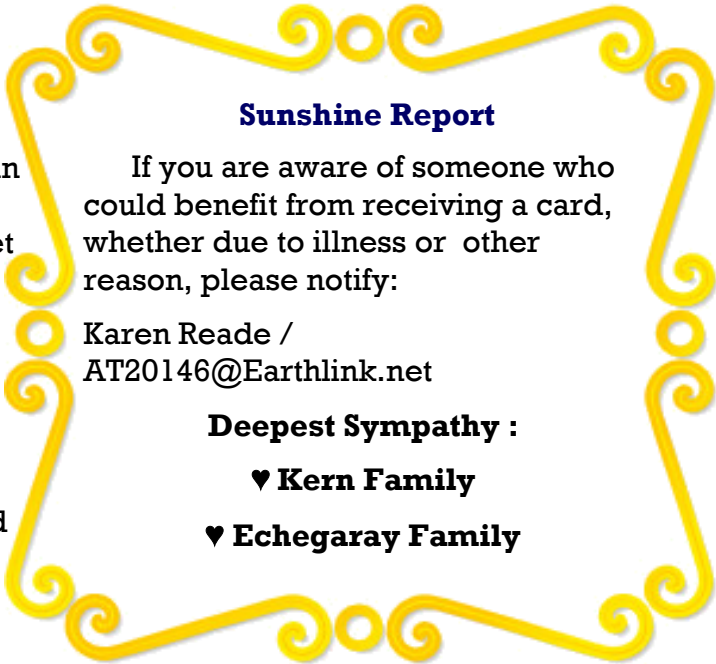 Sunshine Report
If you are aware of someone who
could benefit from receiving a card,
whether due to illness or  other
reason, please notify:
Karen Reade /
AT20146@Earthlink.net
Deepest Sympathy :
♥ Kern Family
♥ Echegaray Family